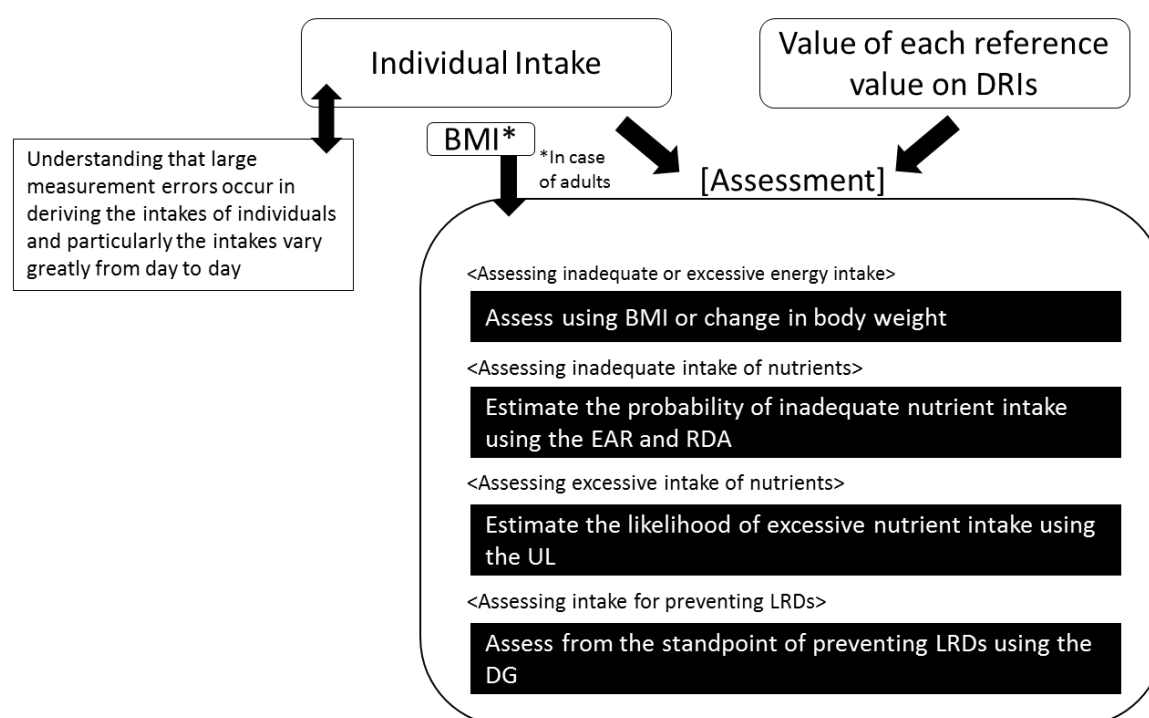 Individual Intake
Value of each reference
value on DRIs
BMI*
*In case
of adults
[Assessment]
Understanding that large
measurement errors occur in
deriving the intakes of individuals
and particularly the intakes vary
greatly from day to day
<Assessing inadequate or excessive energy intake>
Assess using BMI or change in body weight
<Assessing inadequate intake of nutrients>
Estimate the probability of inadequate nutrient intake
using the EAR and RDA
<Assessing excessive intake of nutrients>
Estimate the likelihood of excessive nutrient intake using
the UL
<Assessing intake for preventing LRDs>
Assess from the standpoint of preventing LRDs using the
DG